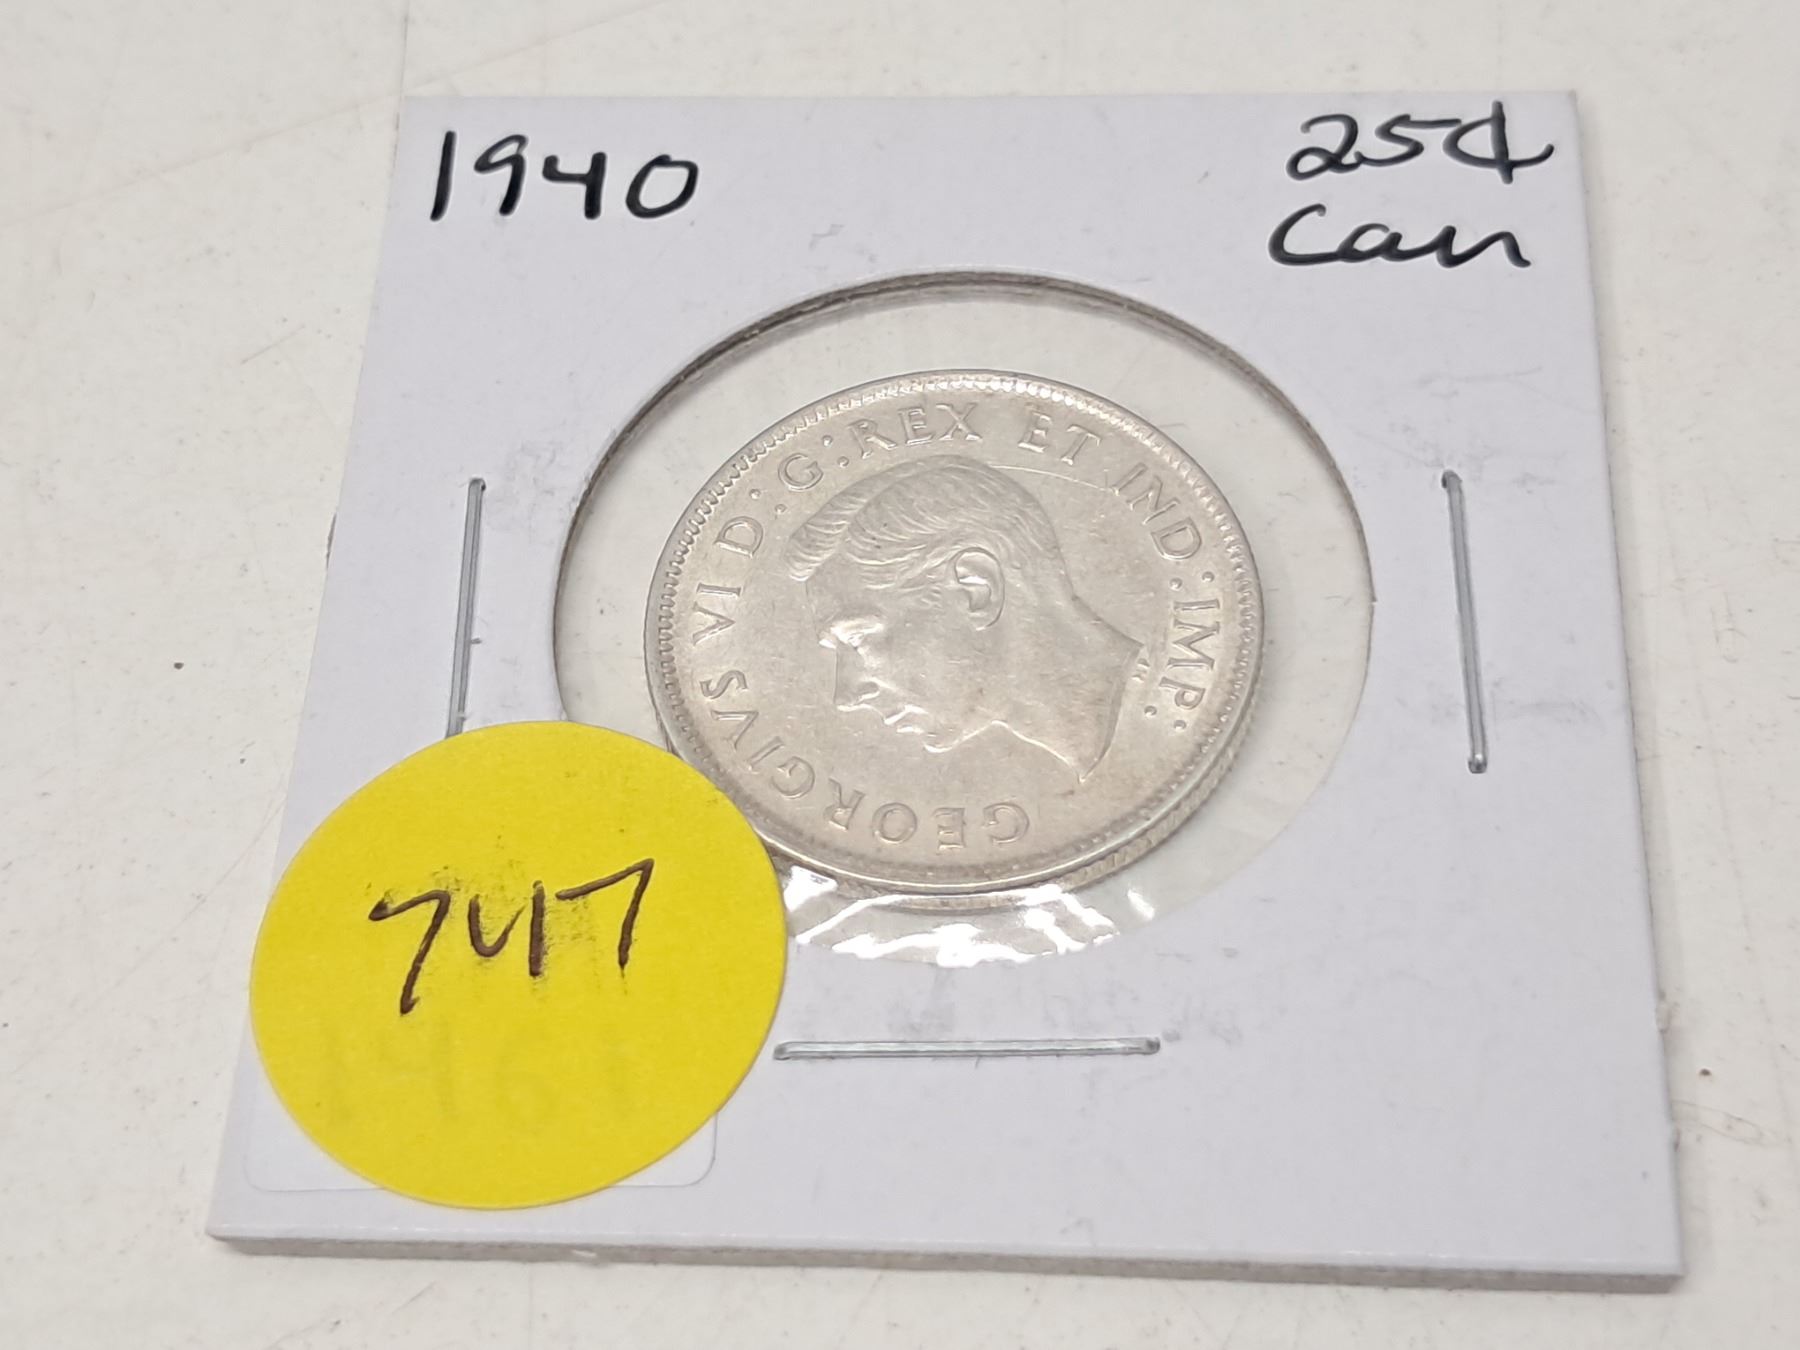 1940
25¢
Can
GEORGIVS VI D:G:REX ET IND:IMP:
747